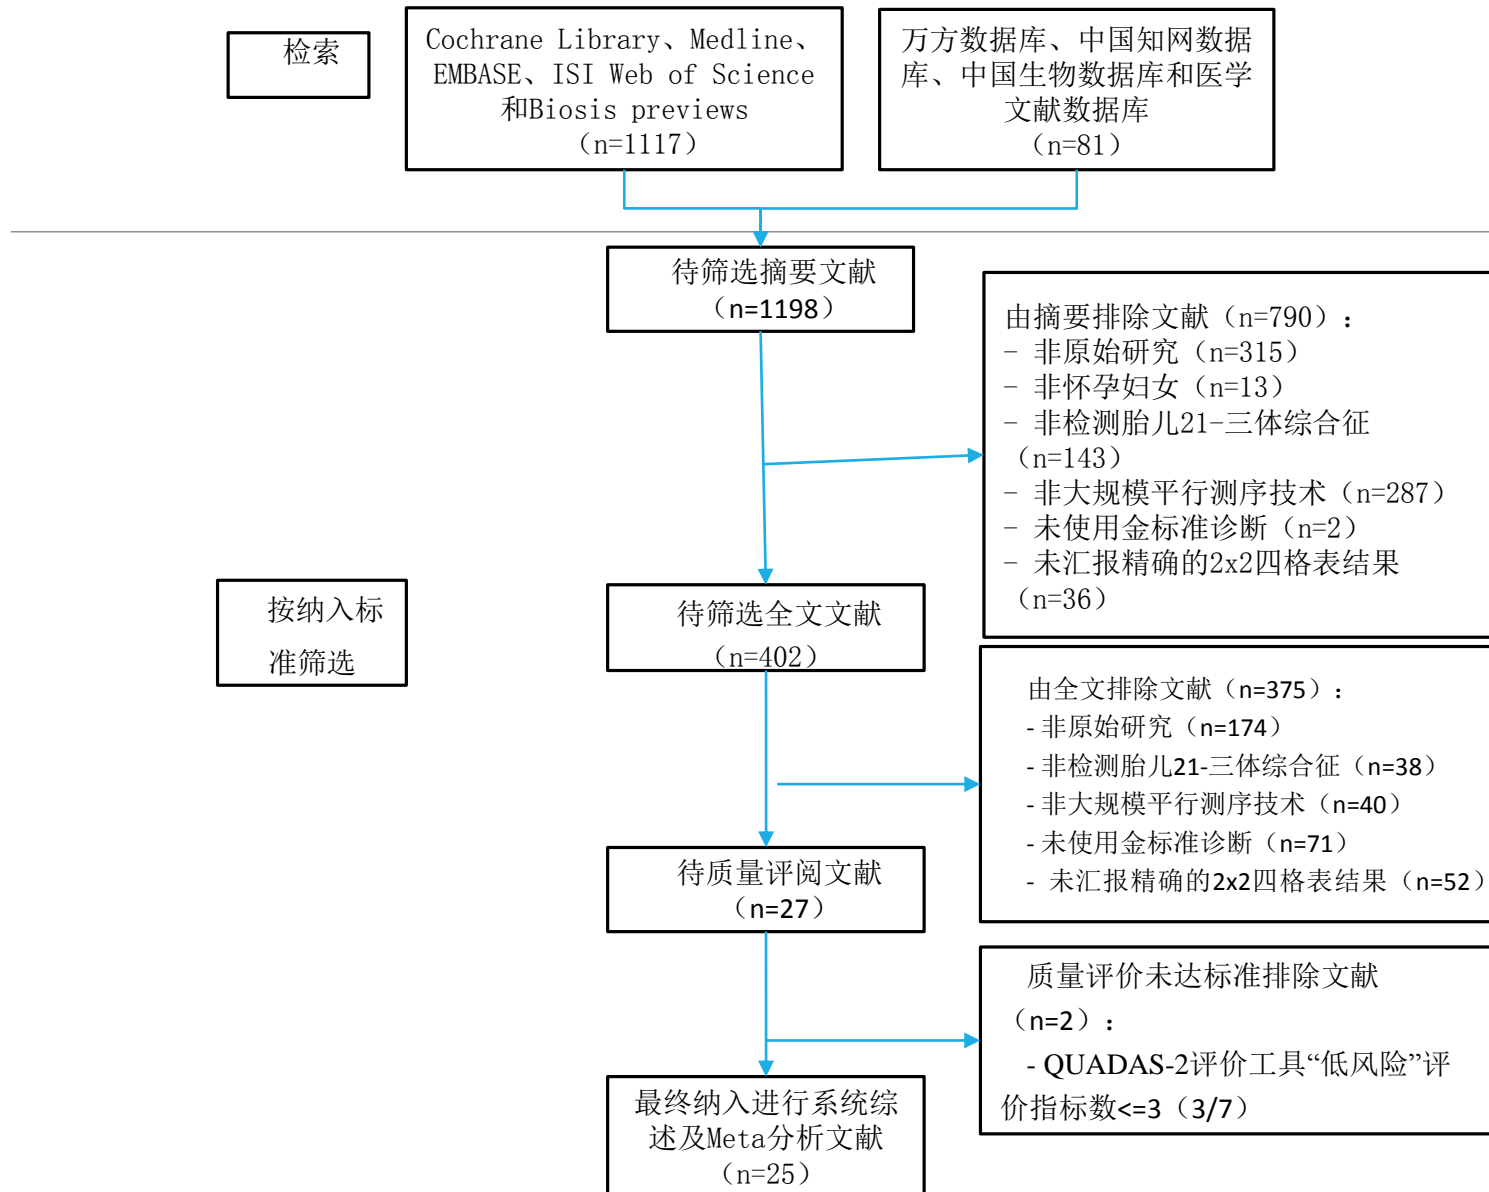 检索
Cochrane Library、Medline、
EMBASE、ISI Web of Science
和Biosis previews
（n=1117）
万方数据库、中国知网数据
库、中国生物数据库和医学
文献数据库
（n=81）
待筛选摘要文献
（n=1198）
由摘要排除文献（n=790）：
- 非原始研究（n=315）
- 非怀孕妇女（n=13）
- 非检测胎儿21-三体综合征
（n=143）
- 非大规模平行测序技术（n=287）
- 未使用金标准诊断（n=2）
- 未汇报精确的2x2四格表结果
（n=36）
按纳入标
准筛选
待筛选全文文献
（n=402）
由全文排除文献（n=375）：
- 非原始研究（n=174）
- 非检测胎儿21-三体综合征（n=38）
- 非大规模平行测序技术（n=40）
- 未使用金标准诊断（n=71）
- 未汇报精确的2x2四格表结果（n=52）
待质量评阅文献
（n=27）
质量评价未达标准排除文献
（n=2）：
- QUADAS-2评价工具“低风险”评
价指标数<=3（3/7）
最终纳入进行系统综
述及Meta分析文献
（n=25）